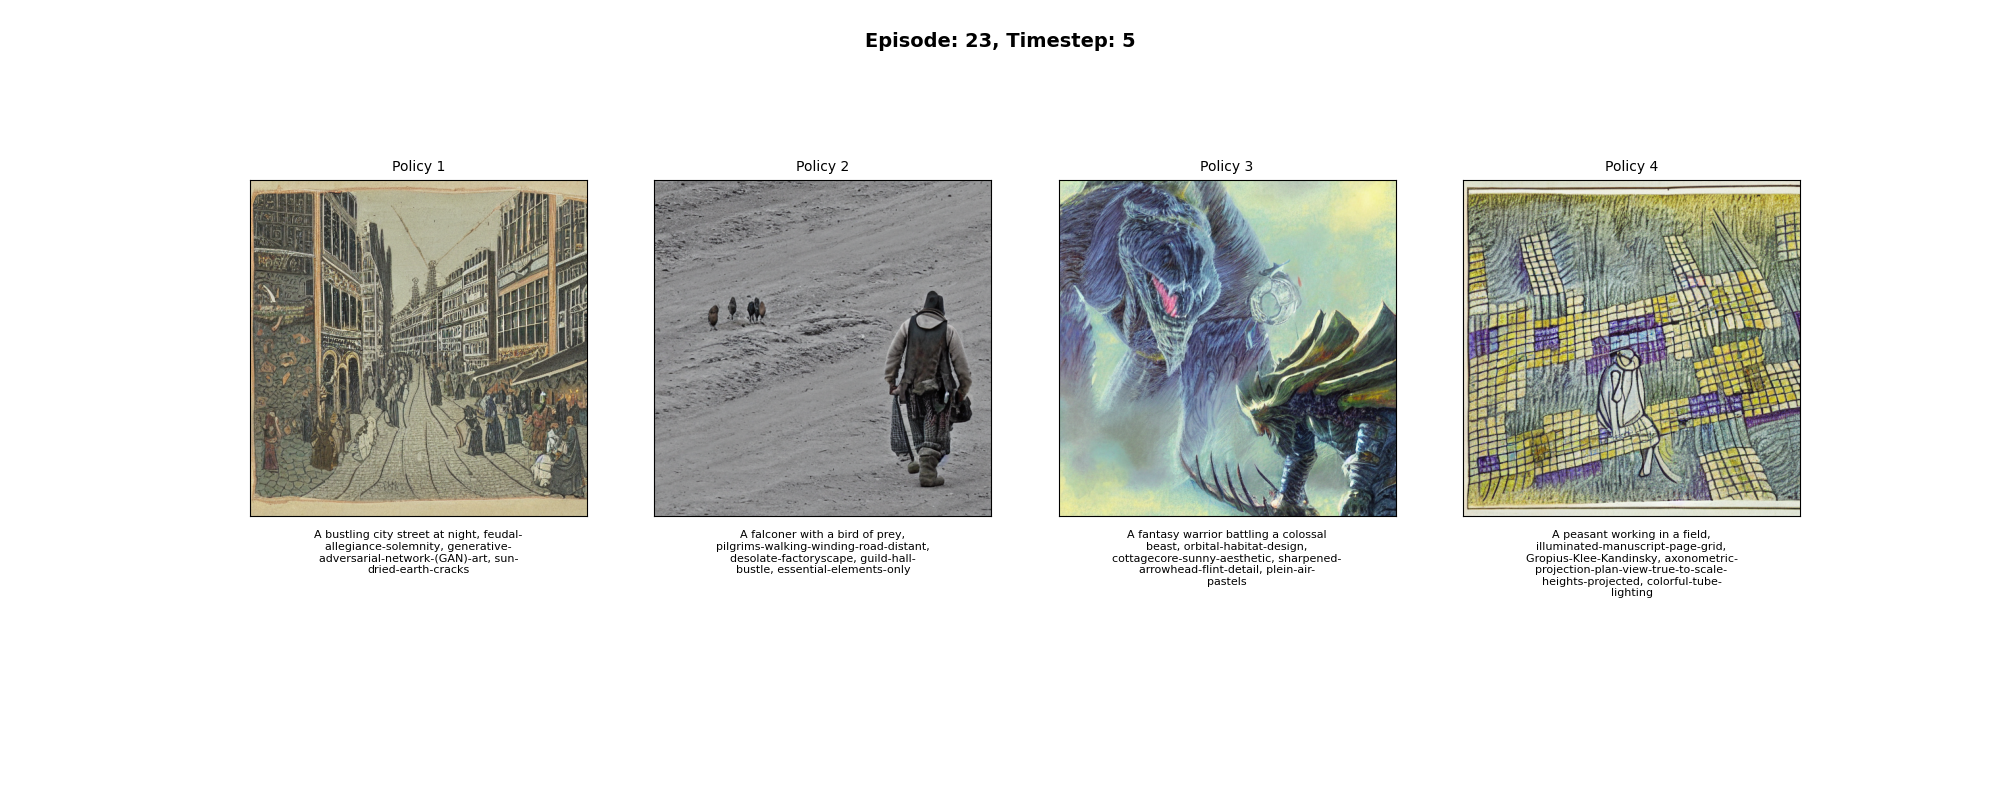 Episode: 23, Timestep: 5
Policy 1
Policy 2
Policy 3
Policy 4
A bustling city street at night, feudal-
allegiance-solemnity, generative-
adversarial-network-(GAN)-art, sun-
dried-earth-cracks
A falconer with a bird of prey,
pilgrims-walking-winding-road-distant,
desolate-factoryscape, guild-hall-
bustle, essential-elements-only
A fantasy warrior battling a colossal
beast, orbital-habitat-design,
cottagecore-sunny-aesthetic, sharpened-
arrowhead-flint-detail, plein-air-
pastels
A peasant working in a field,
illuminated-manuscript-page-grid,
Gropius-Klee-Kandinsky, axonometric-
projection-plan-view-true-to-scale-
heights-projected, colorful-tube-
lighting